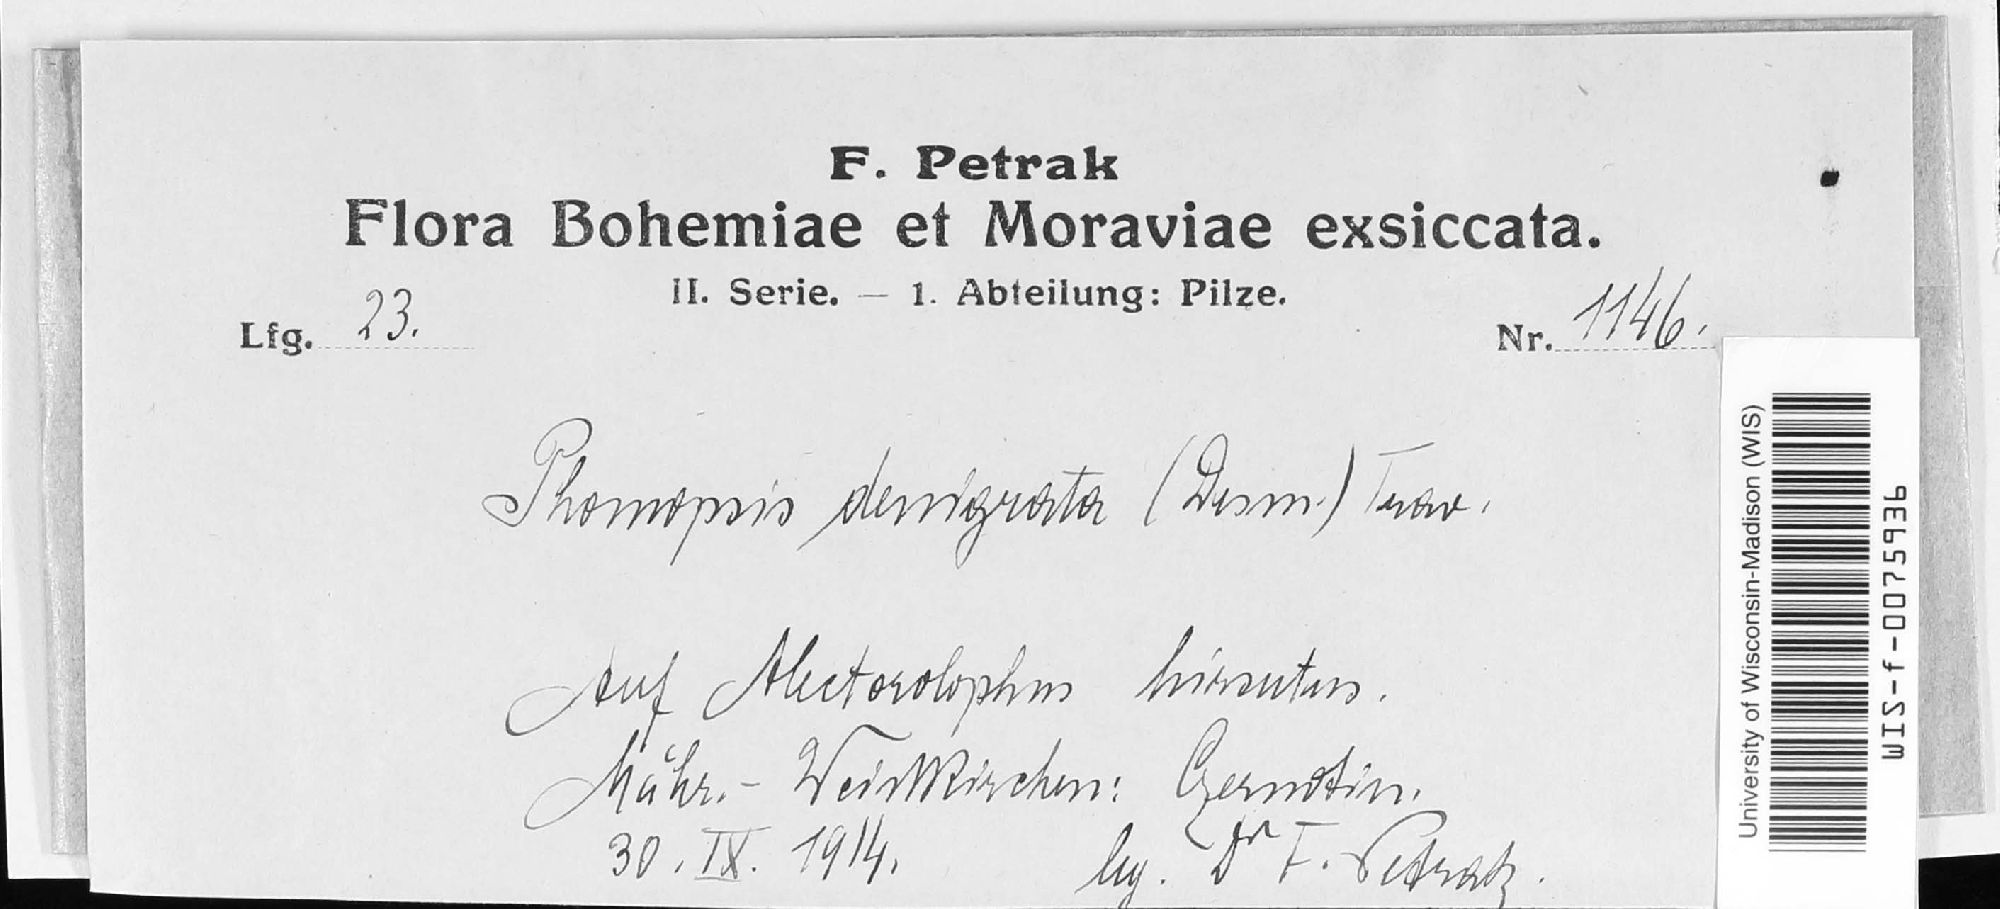 F. Petrak
Flora Bohemiae et Moraviae exsiccata.
II. Serie. — 1. Abteilung: Pilze.
Lfg. 23.
Nr. 1146.
Phomopsis denigrata (Desm.) Trav.
Auf Alectorolophus hirsutus.
Mähr.- Weisskirchen: Czernotin.
30. IX. 1914.
leg. Dr F. Petrak.
University of Wisconsin-Madison (WIS)
WIS-f-0075936